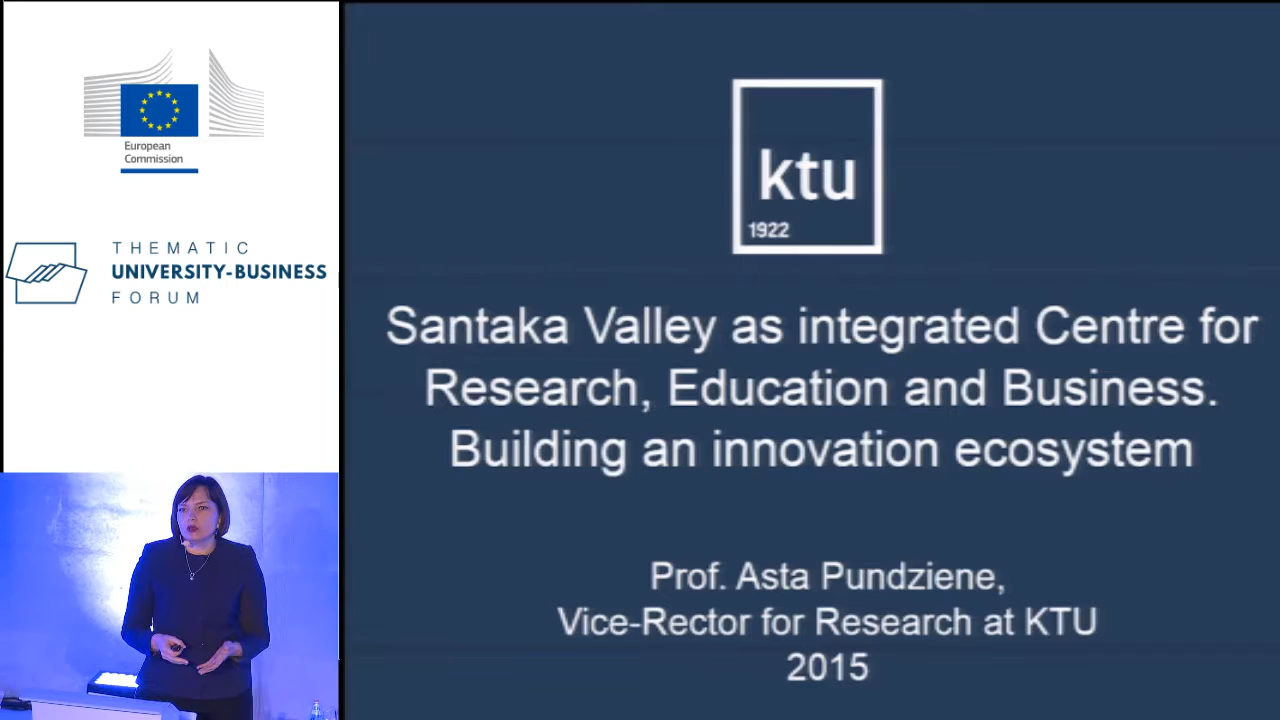 European
Commission
THEMATIC
UNIVERSITY-BUSINESS
FORUM
ktu
1922
Santaka Valley as integrated Centre for
Research, Education and Business.
Building an innovation ecosystem
Prof. Asta Pundziene,
Vice-Rector for Research at KTU
2015